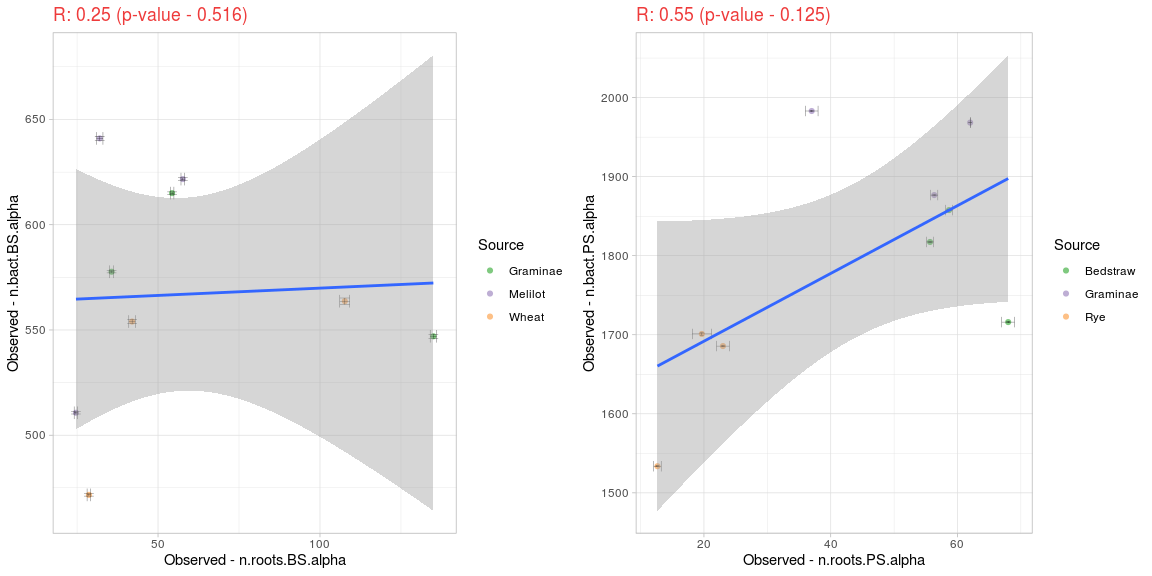 R: 0.25 (p-value - 0.516)
Observed - n.bact.BS.alpha
650
600
550
500
50
100
Observed - n.roots.BS.alpha
Source
Graminae
Melilot
Wheat
R: 0.55 (p-value - 0.125)
Observed - n.bact.PS.alpha
2000
1900
1800
1700
1600
1500
20
40
60
Observed - n.roots.PS.alpha
Source
Bedstraw
Graminae
Rye